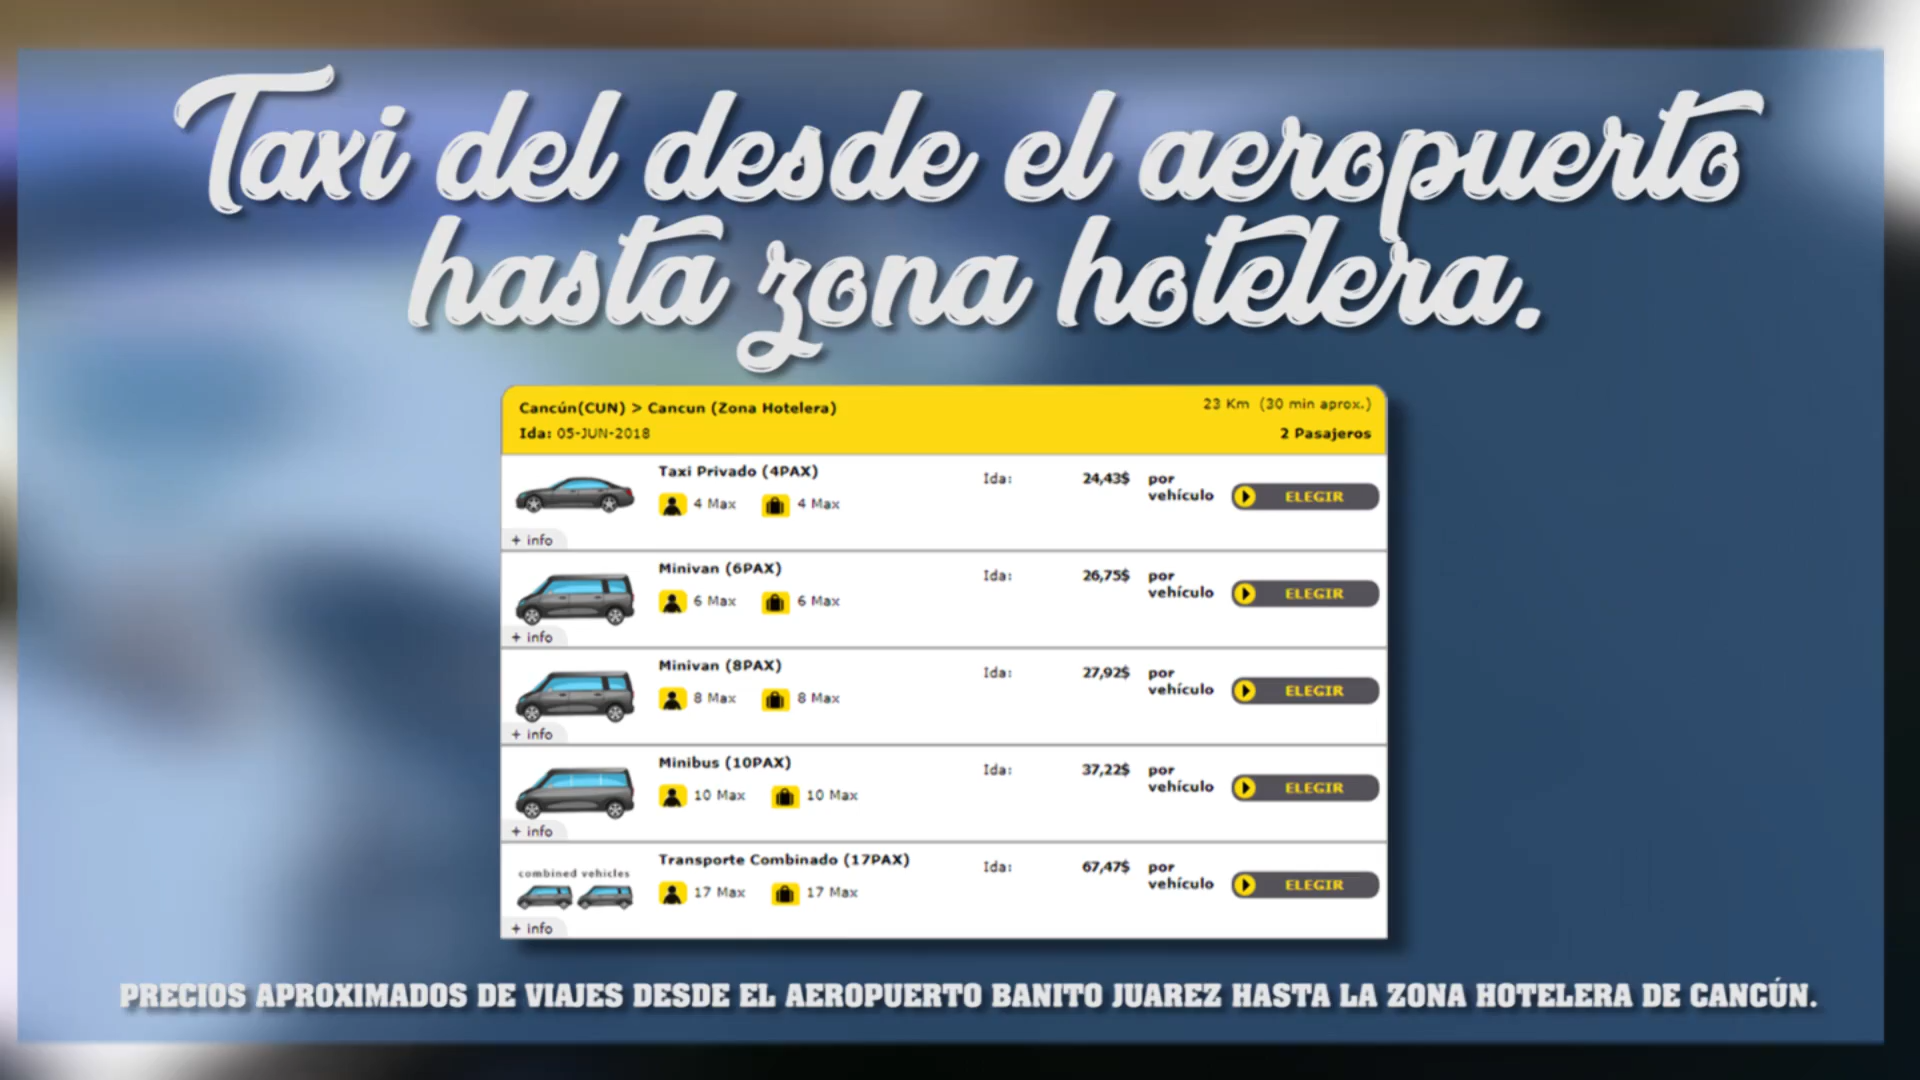 Taxi del desde el aeropuerto
hasta zona hotelera.
Cancún(CUN) > Cancun (Zona Hotelera)
23 Km (30 min aprox.)
Ida: 05-JUN-2018
2 Pasajeros
Taxi Privado (4PAX)
4 Max 4 Max
Ida: 24,43$ por vehículo
ELEGIR
+ info
Minivan (6PAX)
6 Max 6 Max
Ida: 26,75$ por vehículo
ELEGIR
+ info
Minivan (8PAX)
8 Max 8 Max
Ida: 27,92$ por vehículo
ELEGIR
+ info
Minibus (10PAX)
10 Max 10 Max
Ida: 37,22$ por vehículo
ELEGIR
+ info
combined vehicles
Transporte Combinado (17PAX)
17 Max 17 Max
Ida: 67,47$ por vehículo
ELEGIR
+ info
PRECIOS APROXIMADOS DE VIAJES DESDE EL AEROPUERTO BANITO JUAREZ HASTA LA ZONA HOTELERA DE CANCÚN.